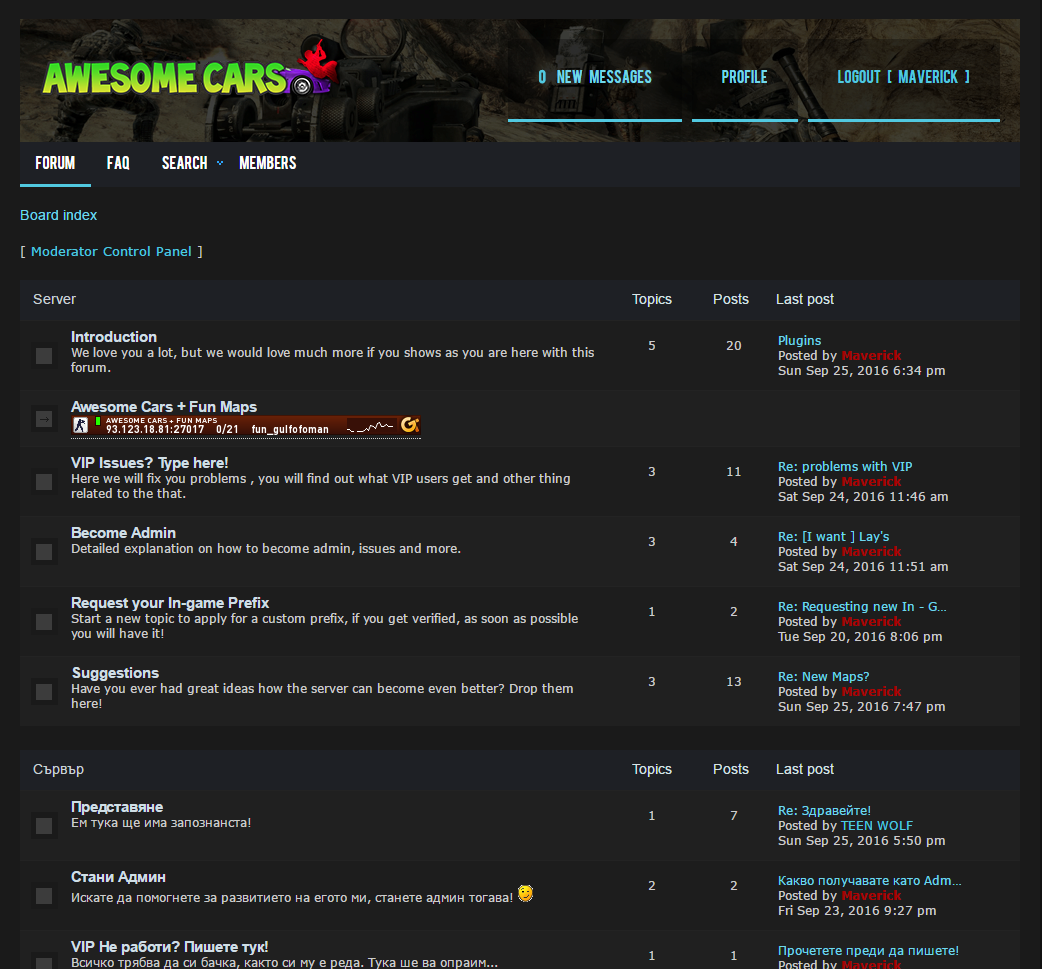 AWESOME CARS
0 NEW MESSAGES
PROFILE
LOGOUT [ MAVERICK ]
FORUM FAQ SEARCH MEMBERS
Board index
[ Moderator Control Panel ]
Server Topics Posts Last post
Introduction
We love you a lot, but we would love much more if you shows as you are here with this
forum.
5 20
Plugins
Posted by Maverick
Sun Sep 25, 2016 6:34 pm
Awesome Cars + Fun Maps
AWESOME CARS + FUN MAPS
93.123.18.81:27017 0/21 fun_gulfofoman
VIP Issues? Type here!
Here we will fix you problems , you will find out what VIP users get and other thing
related to the that.
3 11
Re: problems with VIP
Posted by Maverick
Sat Sep 24, 2016 11:46 am
Become Admin
Detailed explanation on how to become admin, issues and more.
3 4
Re: [I want ] Lay's
Posted by Maverick
Sat Sep 24, 2016 11:51 am
Request your In-game Prefix
Start a new topic to apply for a custom prefix, if you get verified, as soon as possible
you will have it!
1 2
Re: Requesting new In - G...
Posted by Maverick
Tue Sep 20, 2016 8:06 pm
Suggestions
Have you ever had great ideas how the server can become even better? Drop them
here!
3 13
Re: New Maps?
Posted by Maverick
Sun Sep 25, 2016 7:47 pm
Сървър Topics Posts Last post
Представяне
Ем тука ще има запознанста!
1 7
Re: Здравейте!
Posted by TEEN WOLF
Sun Sep 25, 2016 5:50 pm
Стани Админ
Искате да помогнете за развитието на егото ми, станете админ тогава!
2 2
Какво получавате като Adm...
Posted by Maverick
Fri Sep 23, 2016 9:27 pm
VIP Не работи? Пишете тук!
Всичко трябва да си бачка, както си му е реда. Тука ше ва оправим...
1 1
Прочетете преди да пишете!
Posted by Maverick